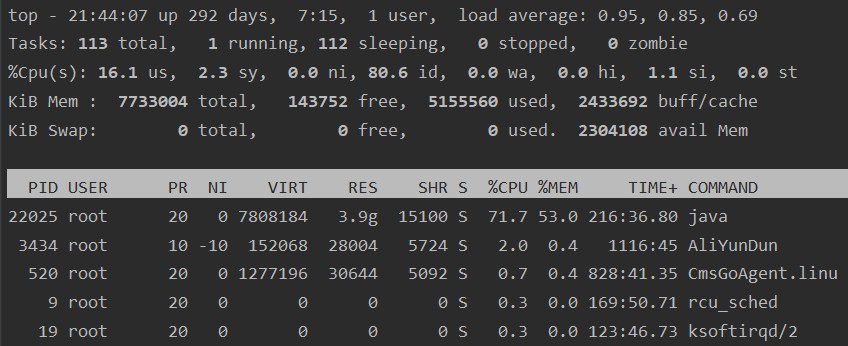 top - 21:44:07 up 292 days,  7:15,  1 user,  load average: 0.95, 0.85, 0.69
Tasks: 113 total,   1 running, 112 sleeping,   0 stopped,   0 zombie
%Cpu(s): 16.1 us,  2.3 sy,  0.0 ni, 80.6 id,  0.0 wa,  0.0 hi,  1.1 si,  0.0 st
KiB Mem :  7733004 total,   143752 free,  5155560 used,  2433692 buff/cache
KiB Swap:        0 total,        0 free,        0 used.  2304108 avail Mem
  PID USER      PR  NI    VIRT    RES    SHR S  %CPU %MEM     TIME+ COMMAND
22025 root      20   0 7808184   3.9g  15100 S  71.7 53.0 216:36.80 java
 3434 root      10 -10  152068  28004   5724 S   2.0  0.4   1116:45 AliYunDun
  520 root      20   0 1277196  30644   5092 S   0.7  0.4 828:41.35 CmsGoAgent.linu
    9 root      20   0       0      0      0 S   0.3  0.0 169:50.71 rcu_sched
   19 root      20   0       0      0      0 S   0.3  0.0 123:46.73 ksoftirqd/2